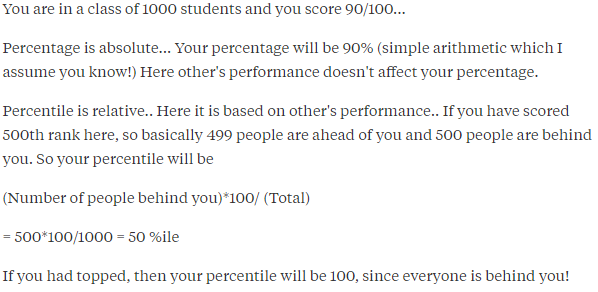 You are in a class of 1000 students and you score 90/100...
Percentage is absolute... Your percentage will be 90% (simple arithmetic which I
assume you know!) Here other's performance doesn't affect your percentage.
Percentile is relative.. Here it is based on other's performance.. If you have scored
500th rank here, so basically 499 people are ahead of you and 500 people are behind
you. So your percentile will be
(Number of people behind you)*100/ (Total)
= 500*100/1000 = 50 %ile
If you had topped, then your percentile will be 100, since everyone is behind you!